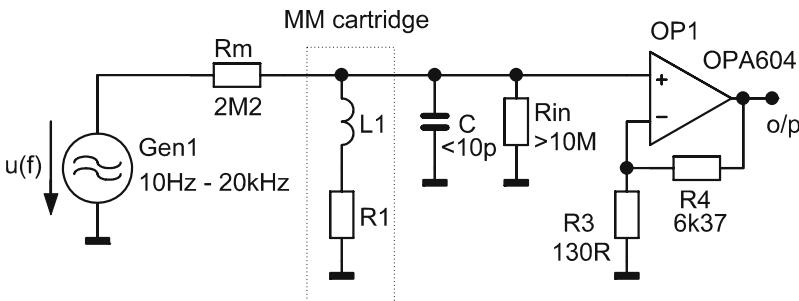 MM cartridge
Rm
2M2
OP1
OPA604
+
−
o/p
L1
C
<10p
Rin
>10M
Gen1
u(f)
10Hz - 20kHz
R1
R3
130R
R4
6k37